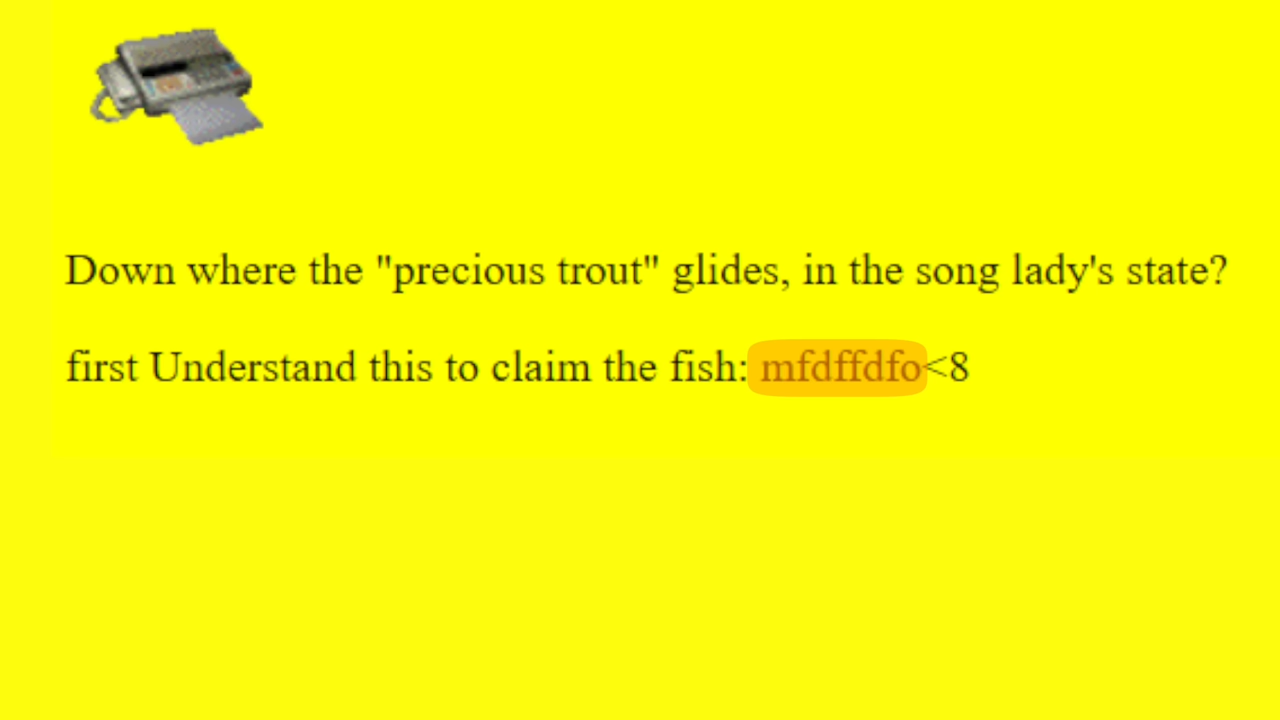 Down where the "precious trout" glides, in the song lady's state?
first Understand this to claim the fish: mfdffdfo<8